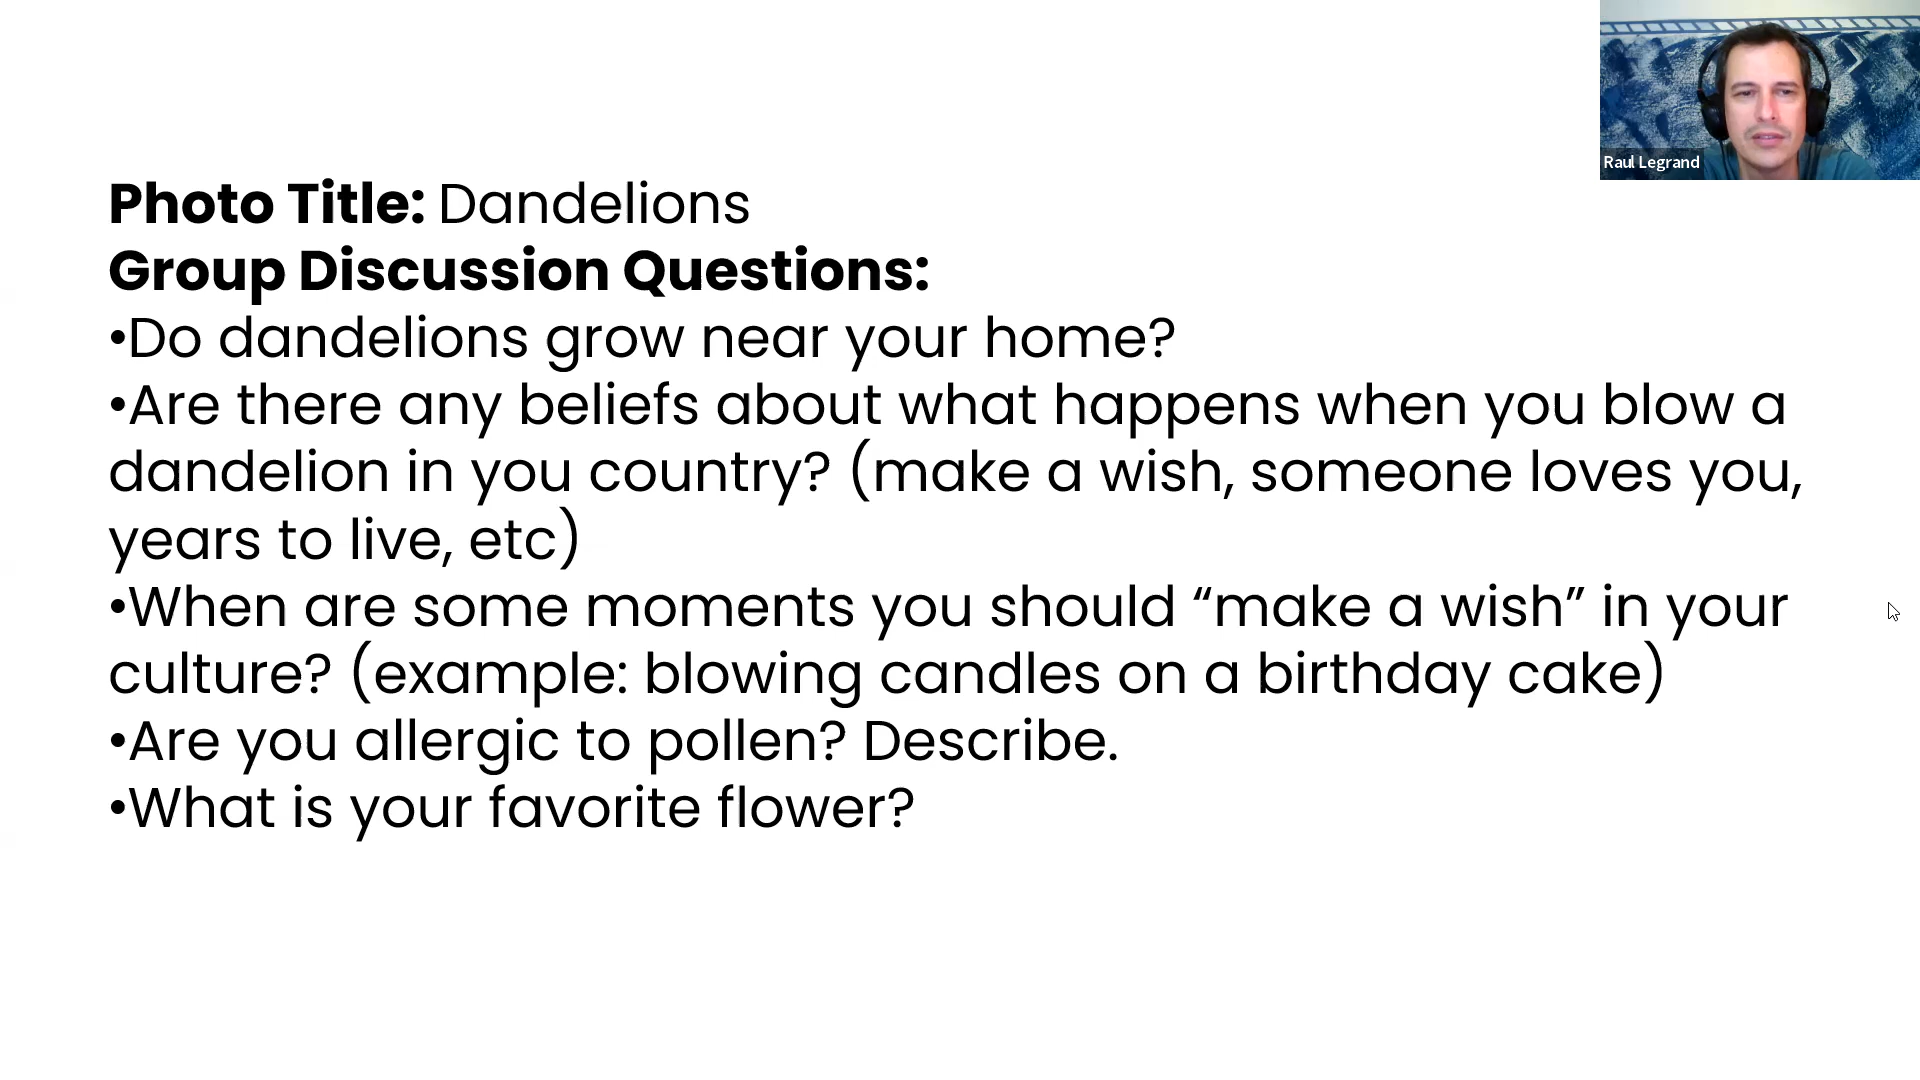 Raul Legrand
Photo Title: Dandelions
Group Discussion Questions:
•Do dandelions grow near your home?
•Are there any beliefs about what happens when you blow a
dandelion in you country? (make a wish, someone loves you,
years to live, etc)
•When are some moments you should “make a wish” in your
culture? (example: blowing candles on a birthday cake)
•Are you allergic to pollen? Describe.
•What is your favorite flower?